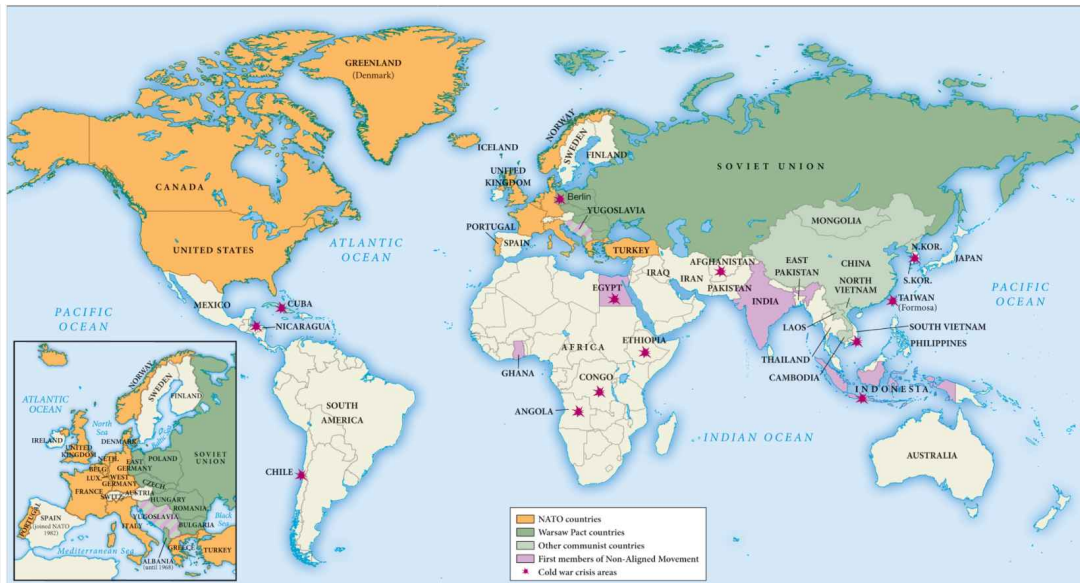 GREENLAND
(Denmark)
ICELAND
NORWAY
SWEDEN
FINLAND
UNITED
KINGDOM
SOVIET UNION
CANADA
Berlin
YUGOSLAVIA
MONGOLIA
PORTUGAL
SPAIN
TURKEY
UNITED STATES
ATLANTIC
OCEAN
AFGHANISTAN
IRAQ
IRAN
PAKISTAN
EAST
PAKISTAN
CHINA
NORTH
VIETNAM
N.KOR.
S.KOR.
JAPAN
EGYPT
INDIA
TAIWAN
(Formosa)
PACIFIC
OCEAN
MEXICO
CUBA
PACIFIC
OCEAN
NICARAGUA
LAOS
SOUTH VIETNAM
PHILIPPINES
AFRICA
ETHIOPIA
THAILAND
CAMBODIA
GHANA
CONGO
INDONESIA
ANGOLA
SOUTH
AMERICA
INDIAN OCEAN
AUSTRALIA
CHILE
NORWAY
SWEDEN
FINLAND
ATLANTIC
OCEAN
North
Sea
IRELAND
UNITED
KINGDOM
DENMARK
NETH.
EAST
GERMANY
POLAND
SOVIET
UNION
BELG.
LUX.
WEST
GERMANY
CZECH.
FRANCE
SWITZ.
AUSTRIA
HUNGARY
ROMANIA
YUGOSLAVIA
BULGARIA
Black
Sea
PORTUGAL
SPAIN
(joined NATO
1982)
ITALY
Mediterranean Sea
ALBANIA
(until 1968)
GREECE
TURKEY
NATO countries
Warsaw Pact countries
Other communist countries
First members of Non-Aligned Movement
Cold war crisis areas